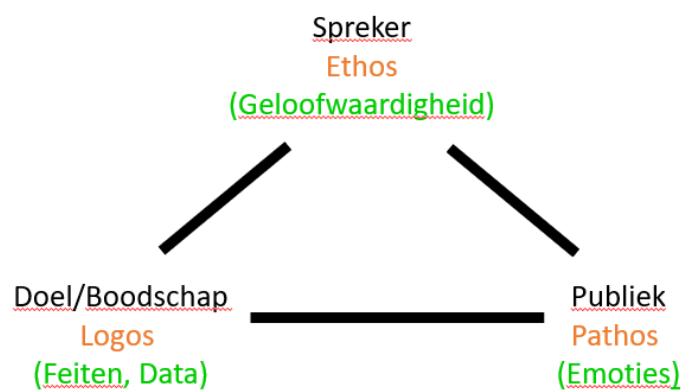 Spreker
Ethos
(Geloofwaardigheid)
Doel/Boodschap
Logos
(Feiten, Data)
Publiek
Pathos
(Emoties)